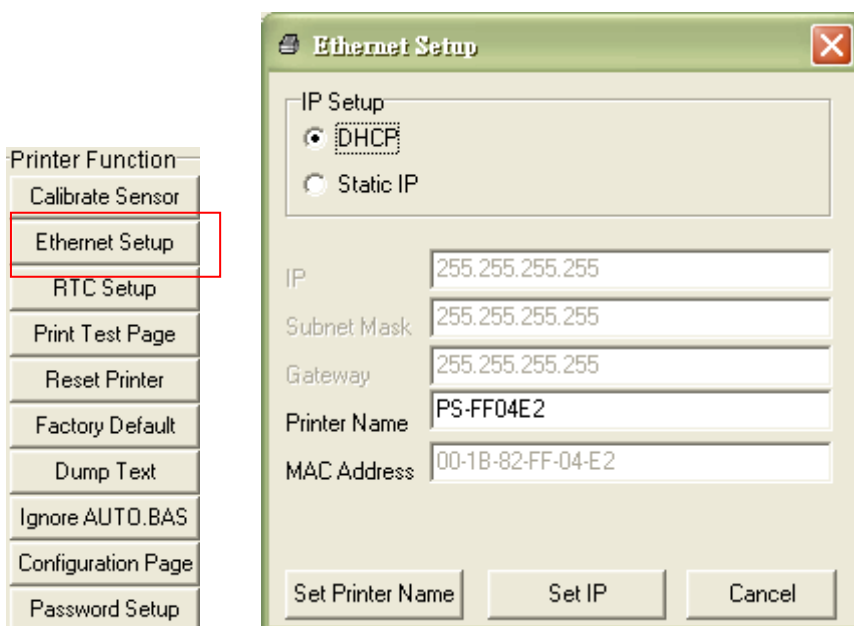 Printer Function
Calibrate Sensor
Ethernet Setup
RTC Setup
Print Test Page
Reset Printer
Factory Default
Dump Text
Ignore AUTO.BAS
Configuration Page
Password Setup
Ethernet Setup
IP Setup
DHCP
Static IP
IP 255.255.255.255
Subnet Mask 255.255.255.255
Gateway 255.255.255.255
Printer Name PS-FF04E2
MAC Address 00-1B-82-FF-04-E2
Set Printer Name Set IP Cancel